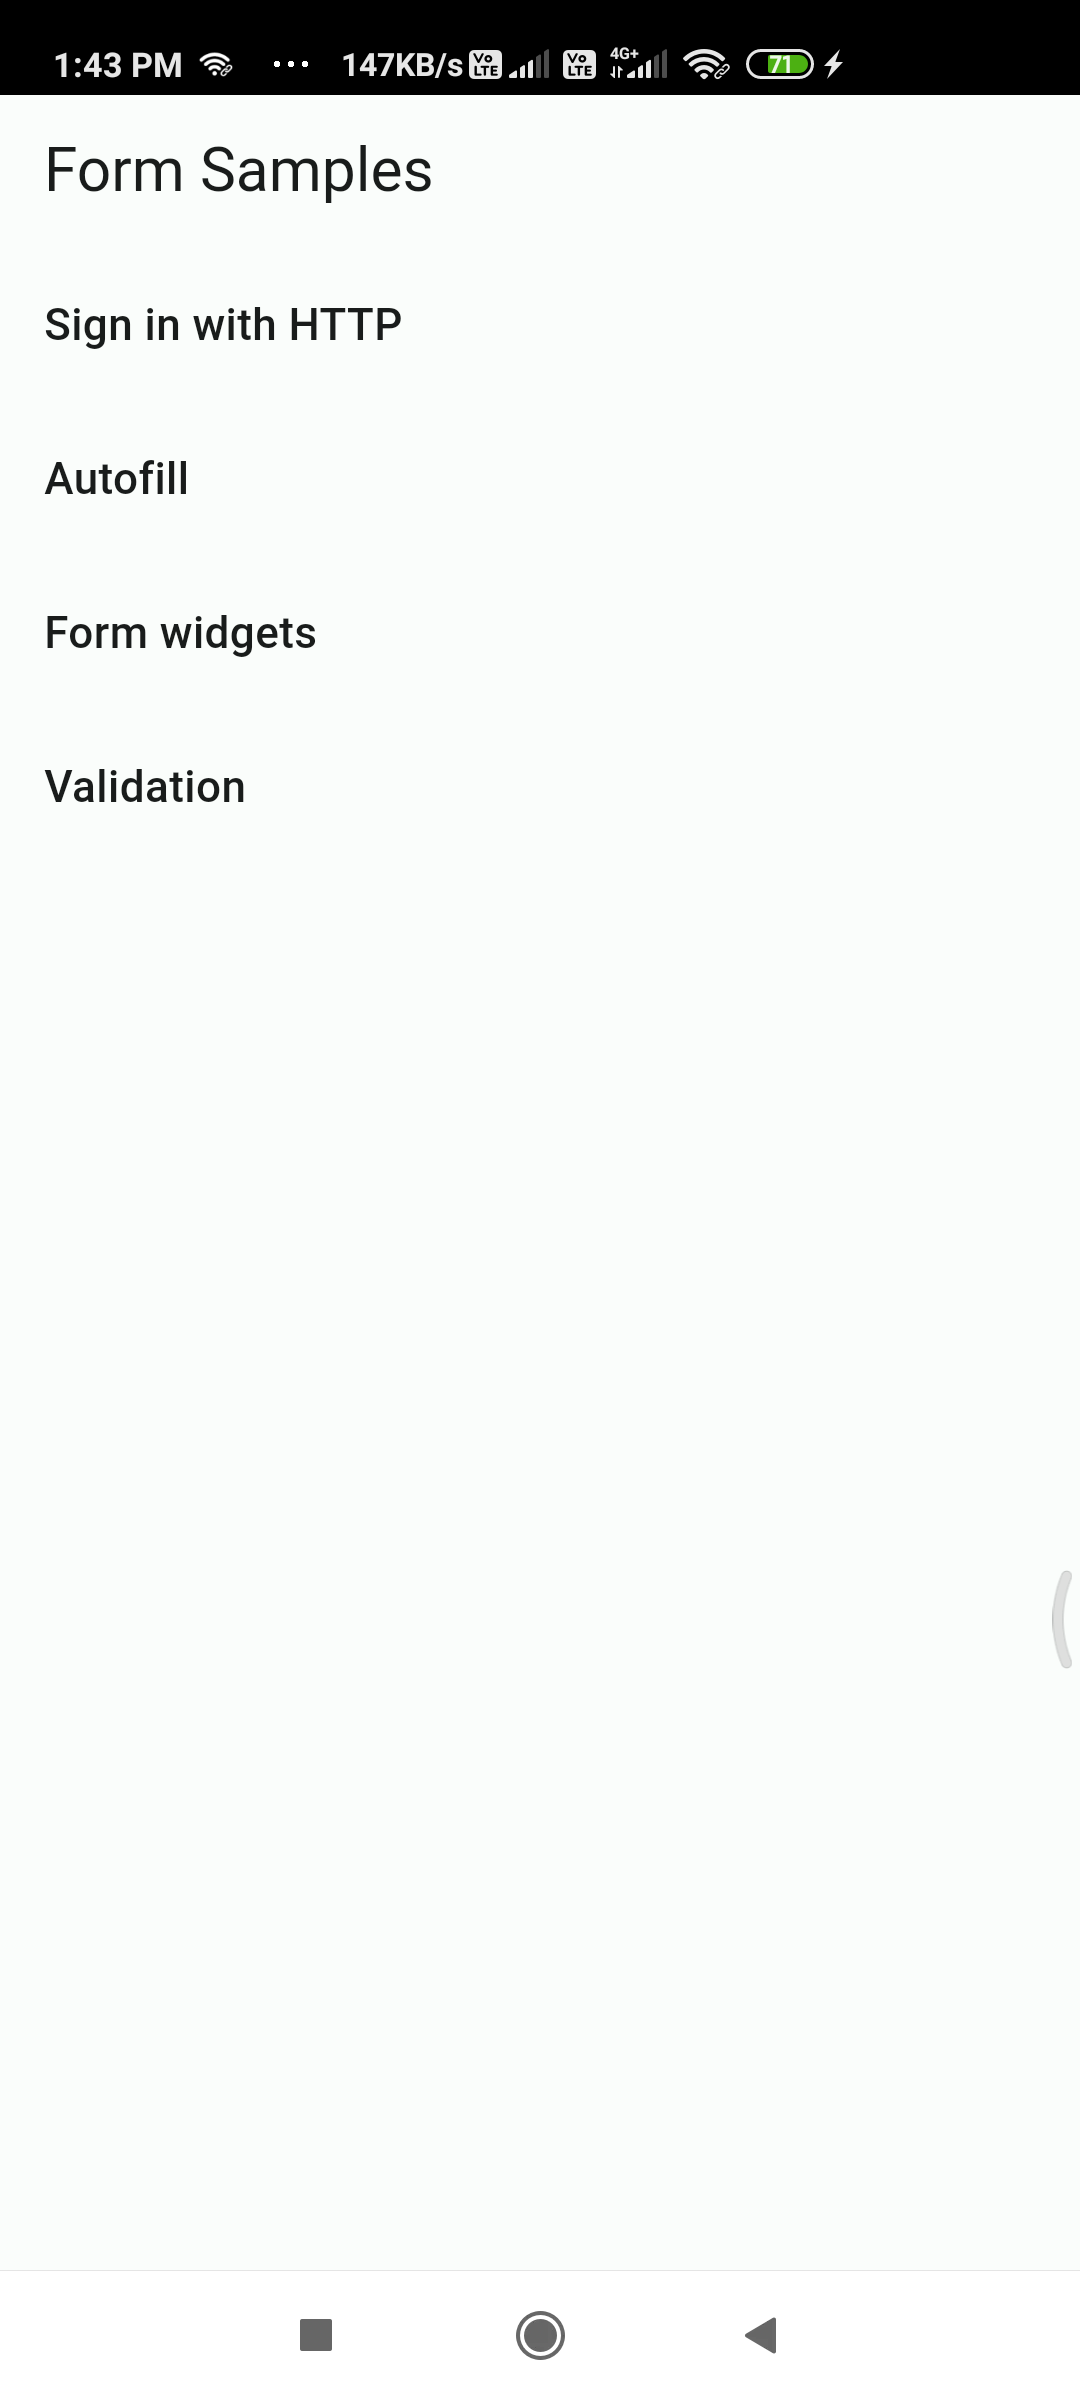 1:43 PM ... 147KB/s Vo LTE Vo LTE 4G+ 71
Form Samples
Sign in with HTTP
Autofill
Form widgets
Validation